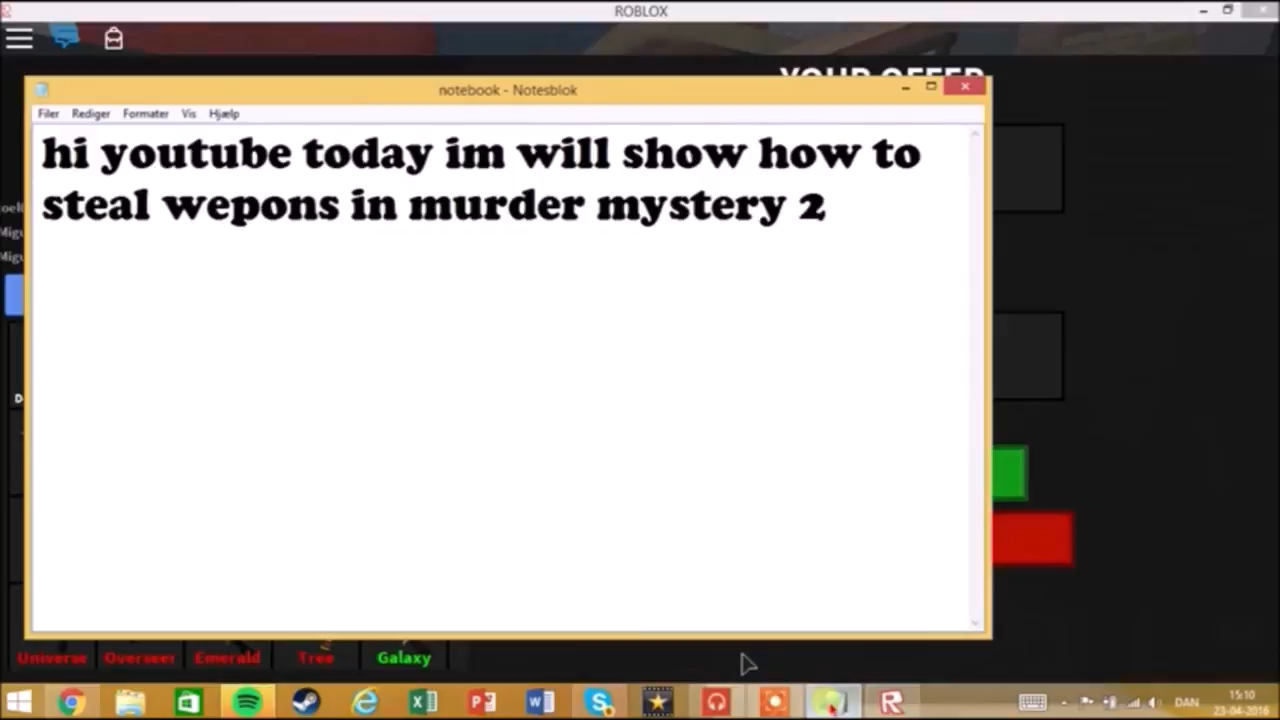 ROBLOX
YOUR OFFER
notebook - Notesblok
Filer Rediger Formater Vis Hjælp
hi youtube today im will show how to
steal wepons in murder mystery 2
Universe Overseer Emerald Tree Galaxy
DAN
15:10
23-04-2016